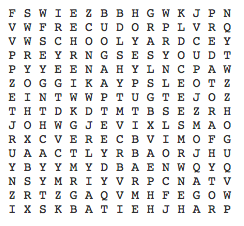 F S W I E Z B B H G W K J P N
V W F R E C U D O R P L V R Q
V W S C H O O L Y A R D C E Y
P R E Y R N G S E S Y O U D T
P Y Y E E N A H Y L N C P A W
Z O G G I K A Y P S L E O T Z
E I N T W W P T U G T E J O Z
T H T D K D T M T B S E Z R H
J O H W G J E V I X L S M A O
R X C V E R E C B V I M O F G
U A A C T L Y R B A O R J H U
Y B Y Y M Y D B A E N W Q Y Q
N S Y M R I Y V R P C N A T V
Z R T Z G A Q V M H F E G O W
I X S K B A T I E H J H A R P